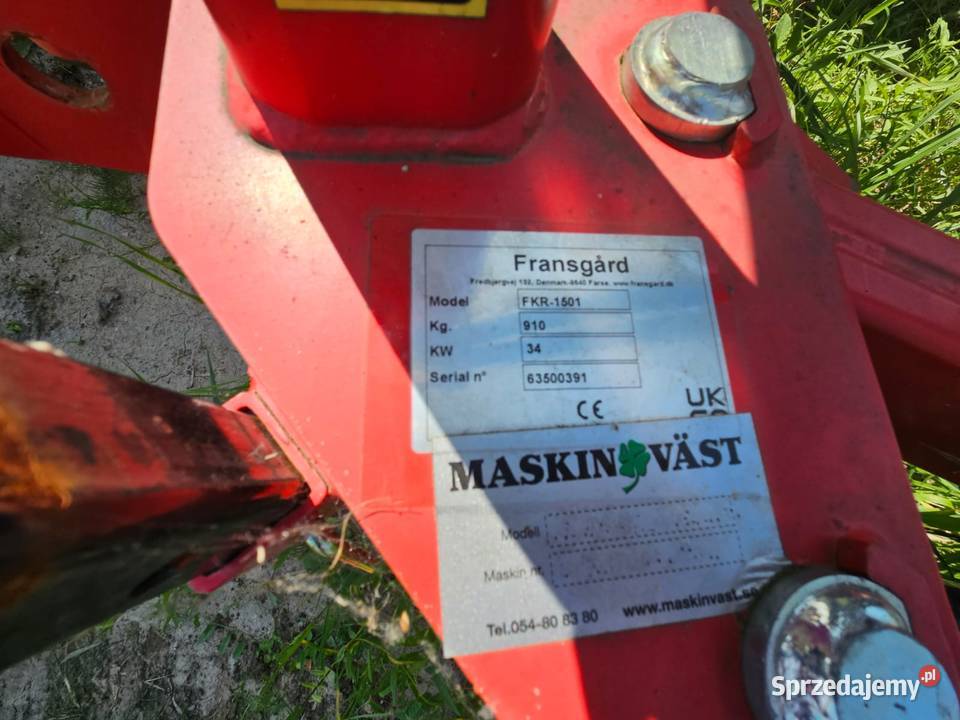 Fransgård
Fredbjergvej 132, Denmark-9640 Farsø. www.fransgard.dk
Model FKR-1501
Kg. 910
KW 34
Serial n° 63500391
CE UK
MASKIN VÄST
Modell
Maskin nr.
Tel.054-80 83 80 www.maskinvast.se
Sprzedajemy.pl